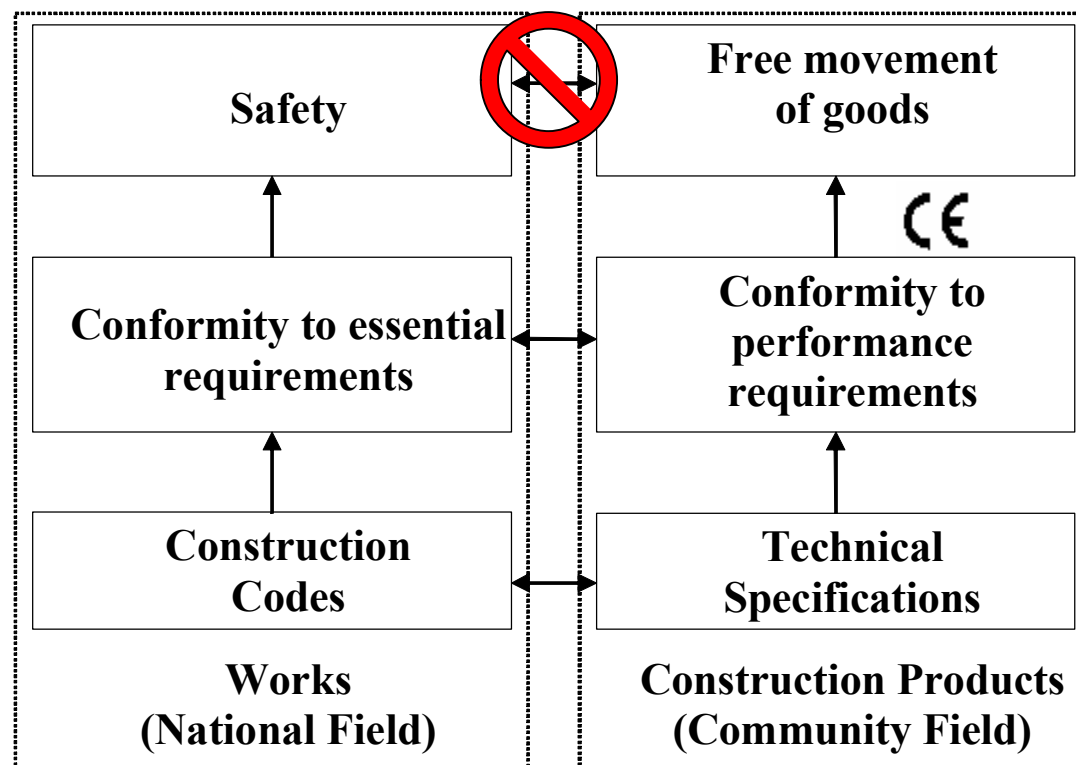 Safety
Free movement
of goods
CE
Conformity to essential
requirements
Conformity to
performance
requirements
Construction
Codes
Technical
Specifications
Works
(National Field)
Construction Products
(Community Field)